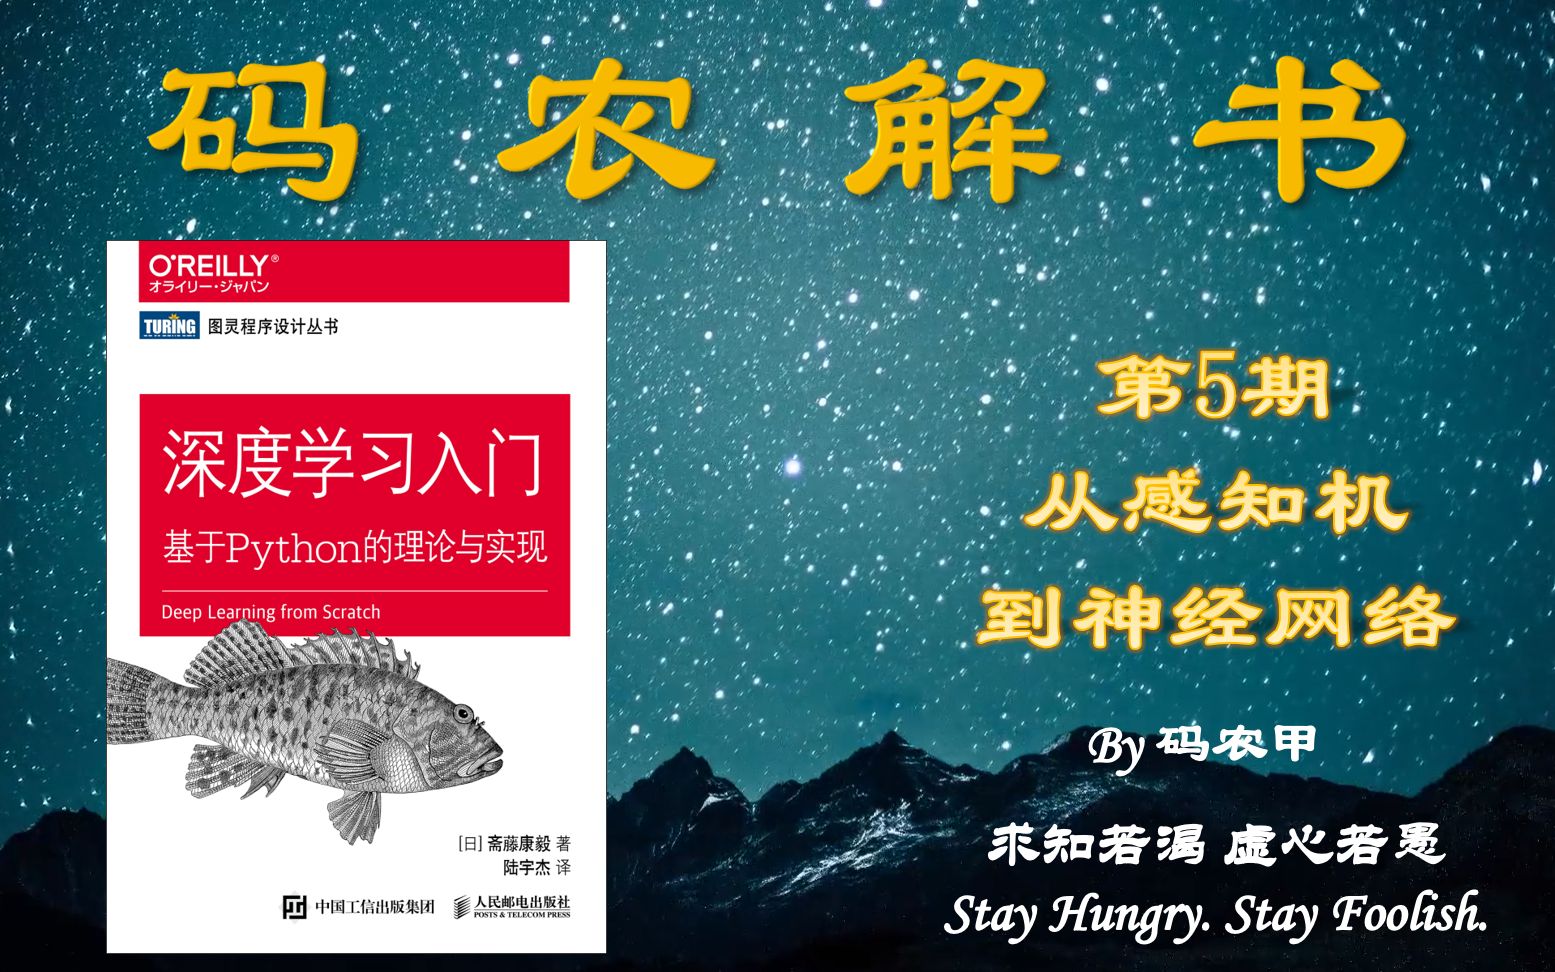 码农解书
O'REILLY®
オライリー・ジャパン
TURING 图灵程序设计丛书
深度学习入门
基于Python的理论与实现
Deep Learning from Scratch
[日] 斋藤康毅 著
陆宇杰 译
中国工信出版集团 人民邮电出版社
POSTS & TELECOM PRESS
第5期
从感知机
到神经网络
By 码农甲
求知若渴 虚心若愚
Stay Hungry. Stay Foolish.